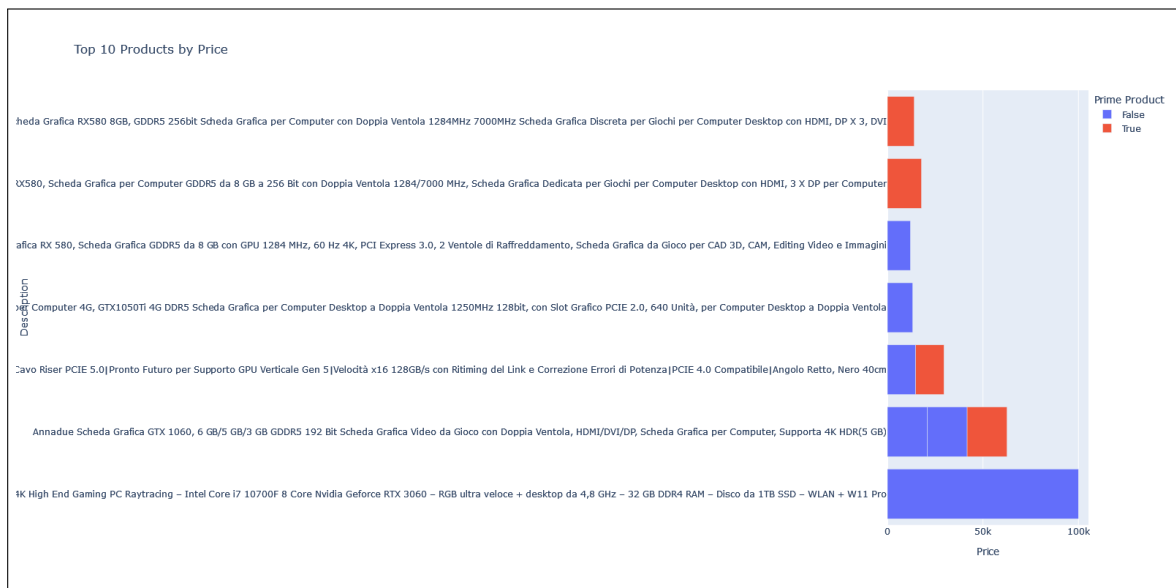 Top 10 Products by Price
Prime Product
False
True
Scheda Grafica RX580 8GB, GDDR5 256bit Scheda Grafica per Computer con Doppia Ventola 1284MHz 7000MHz Scheda Grafica Discreta per Giochi per Computer Desktop con HDMI, DP X 3, DVI
RX580, Scheda Grafica per Computer GDDR5 da 8 GB a 256 Bit con Doppia Ventola 1284/7000 MHz, Scheda Grafica Dedicata per Giochi per Computer Desktop con HDMI, 3 X DP per Computer
afica RX 580, Scheda Grafica GDDR5 da 8 GB con GPU 1284 MHz, 60 Hz 4K, PCI Express 3.0, 2 Ventole di Raffreddamento, Scheda Grafica da Gioco per CAD 3D, CAM, Editing Video e Immagini
Description
per Computer 4G, GTX1050Ti 4G DDR5 Scheda Grafica per Computer Desktop a Doppia Ventola 1250MHz 128bit, con Slot Grafico PCIE 2.0, 640 Unità, per Computer Desktop a Doppia Ventola
Cavo Riser PCIE 5.0|Pronto Futuro per Supporto GPU Verticale Gen 5|Velocità x16 128GB/s con Ritiming del Link e Correzione Errori di Potenza|PCIE 4.0 Compatibile|Angolo Retto, Nero 40cm
Annadue Scheda Grafica GTX 1060, 6 GB/5 GB/3 GB GDDR5 192 Bit Scheda Grafica Video da Gioco con Doppia Ventola, HDMI/DVI/DP, Scheda Grafica per Computer, Supporta 4K HDR(5 GB)
4K High End Gaming PC Raytracing – Intel Core i7 10700F 8 Core Nvidia Geforce RTX 3060 – RGB ultra veloce + desktop da 4,8 GHz – 32 GB DDR4 RAM – Disco da 1TB SSD – WLAN + W11 Pro
0
50k
100k
Price